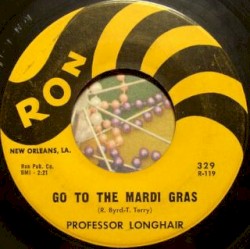 RON
NEW ORLEANS, LA.
Ron Pub. Co.
BMI - 2:21
329
R-119
GO TO THE MARDI GRAS
(R. Byrd-T. Terry)
PROFESSOR LONGHAIR